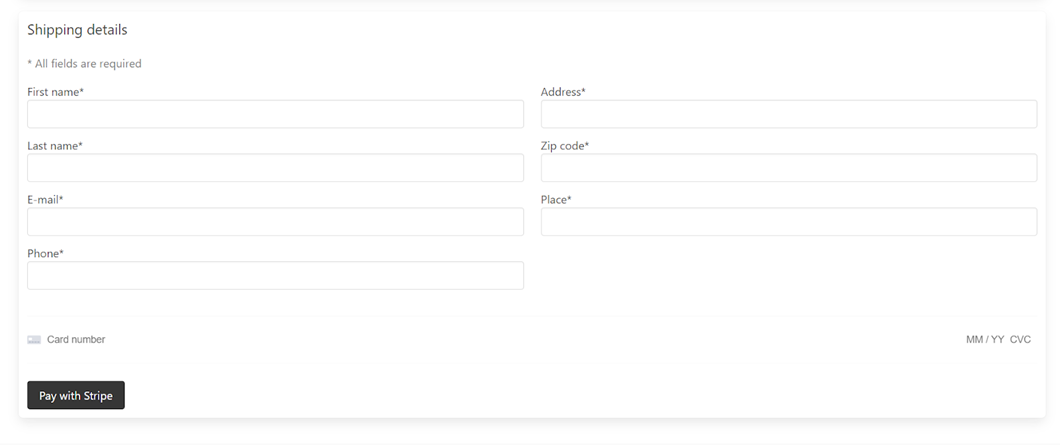 Shipping details
* All fields are required
First name*
Address*
Last name*
Zip code*
E-mail*
Place*
Phone*
Card number
MM / YY CVC
Pay with Stripe